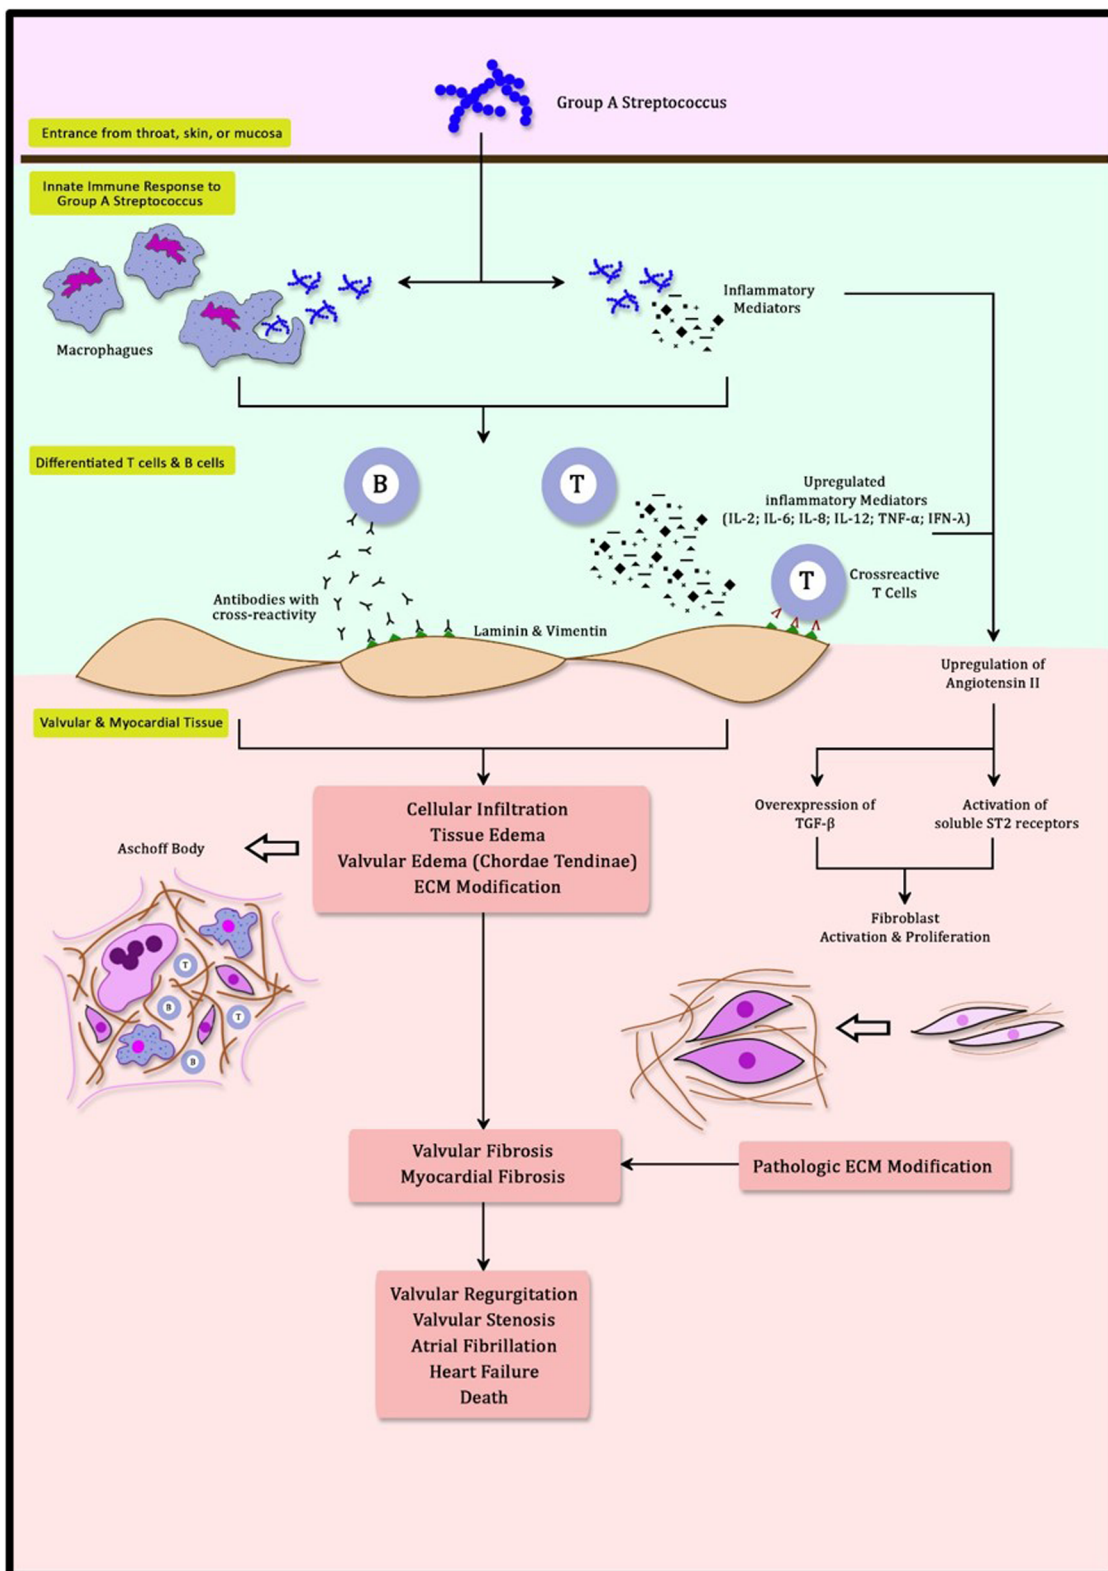 Group A Streptococcus
Entrance from throat, skin, or mucosa
Innate Immune Response to
Group A Streptococcus
Inflammatory
Mediators
Macrophagues
Differentiated T cells & B cells
B
T
Upregulated
inflammatory Mediators
(IL-2; IL-6; IL-8; IL-12; TNF-α; IFN-λ)
T
Crossreactive
T Cells
Antibodies with
cross-reactivity
Laminin & Vimentin
Upregulation of
Angiotensin II
Valvular & Myocardial Tissue
Cellular Infiltration
Tissue Edema
Valvular Edema (Chordae Tendinae)
ECM Modification
Overexpression of
TGF-β
Activation of
soluble ST2 receptors
Aschoff Body
Fibroblast
Activation & Proliferation
T
B
T
B
Valvular Fibrosis
Myocardial Fibrosis
Pathologic ECM Modification
Valvular Regurgitation
Valvular Stenosis
Atrial Fibrillation
Heart Failure
Death